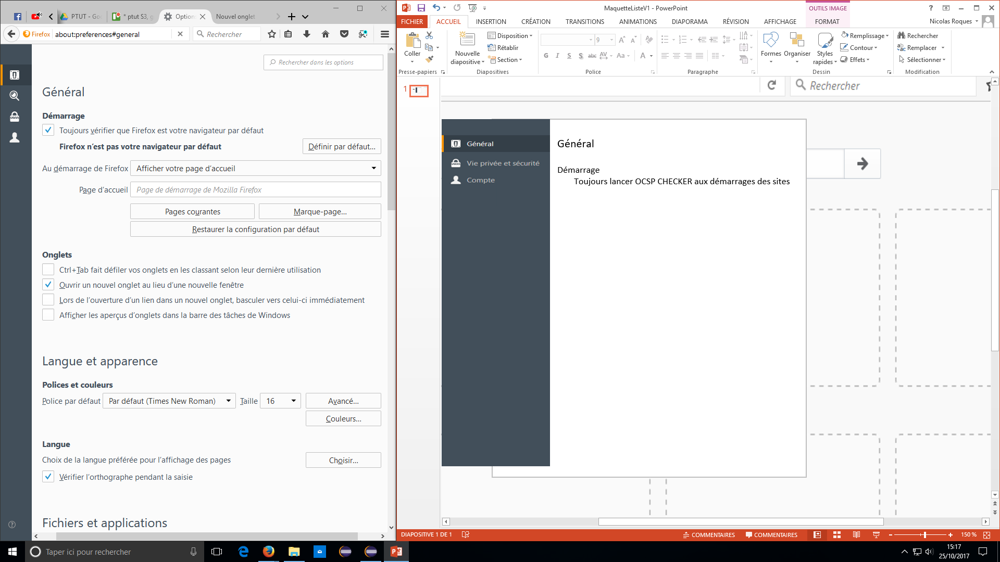 PTUT - Go
* ptut S3, g
Option
Nouvel onglet
Firefox
about:preferences#general
Rechercher
Rechercher dans les options
Général
Démarrage
Toujours vérifier que Firefox est votre navigateur par défaut
Firefox n’est pas votre navigateur par défaut
Définir par défaut...
Au démarrage de Firefox
Afficher votre page d’accueil
Page d’accueil
Page de démarrage de Mozilla Firefox
Pages courantes
Marque-page...
Restaurer la configuration par défaut
Onglets
Ctrl+Tab fait défiler vos onglets en les classant selon leur dernière utilisation
Ouvrir un nouvel onglet au lieu d’une nouvelle fenêtre
Lors de l’ouverture d’un lien dans un nouvel onglet, basculer vers celui-ci immédiatement
Afficher les aperçus d’onglets dans la barre des tâches de Windows
Langue et apparence
Polices et couleurs
Police par défaut
Par défaut (Times New Roman)
Taille
16
Avancé...
Couleurs...
Langue
Choix de la langue préférée pour l’affichage des pages
Choisir...
Vérifier l’orthographe pendant la saisie
Fichiers et applications
MaquetteListeV1 - PowerPoint
OUTILS IMAGE
FICHIER
ACCUEIL
INSERTION
CRÉATION
TRANSITIONS
ANIMATIONS
DIAPORAMA
RÉVISION
AFFICHAGE
FORMAT
Nicolas Roques
Coller
Nouvelle
diapositive
Disposition
Rétablir
Section
9
G I S S abc AV Aa A
Formes
Organiser
Styles
rapides
Remplissage
Contour
Effets
Rechercher
Remplacer
Sélectionner
Presse-papiers
Diapositives
Police
Paragraphe
Dessin
Modification
1
Rechercher
Général
Vie privée et sécurité
Compte
Général
Démarrage
Toujours lancer OCSP CHECKER aux démarrages des sites
DIAPOSITIVE 1 DE 1
COMMENTAIRES
COMMENTAIRES
150 %
Taper ici pour rechercher
15:17
25/10/2017